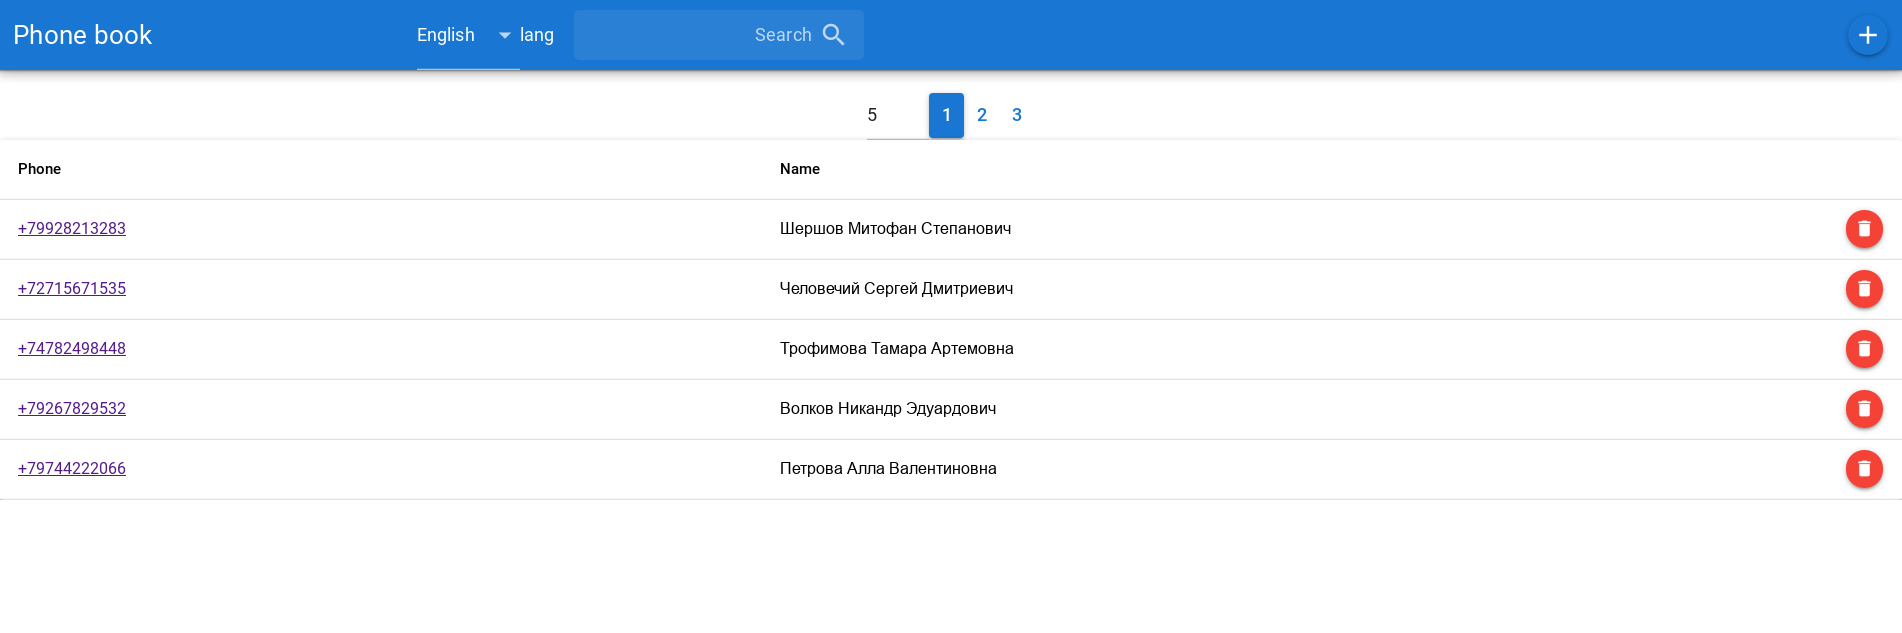 Phone book
English
lang
Search
5
1 2 3
Phone Name
+79928213283 Шершов Митофан Степанович
+72715671535 Человечий Сергей Дмитриевич
+74782498448 Трофимова Тамара Артемовна
+79267829532 Волков Никандр Эдуардович
+79744222066 Петрова Алла Валентиновна